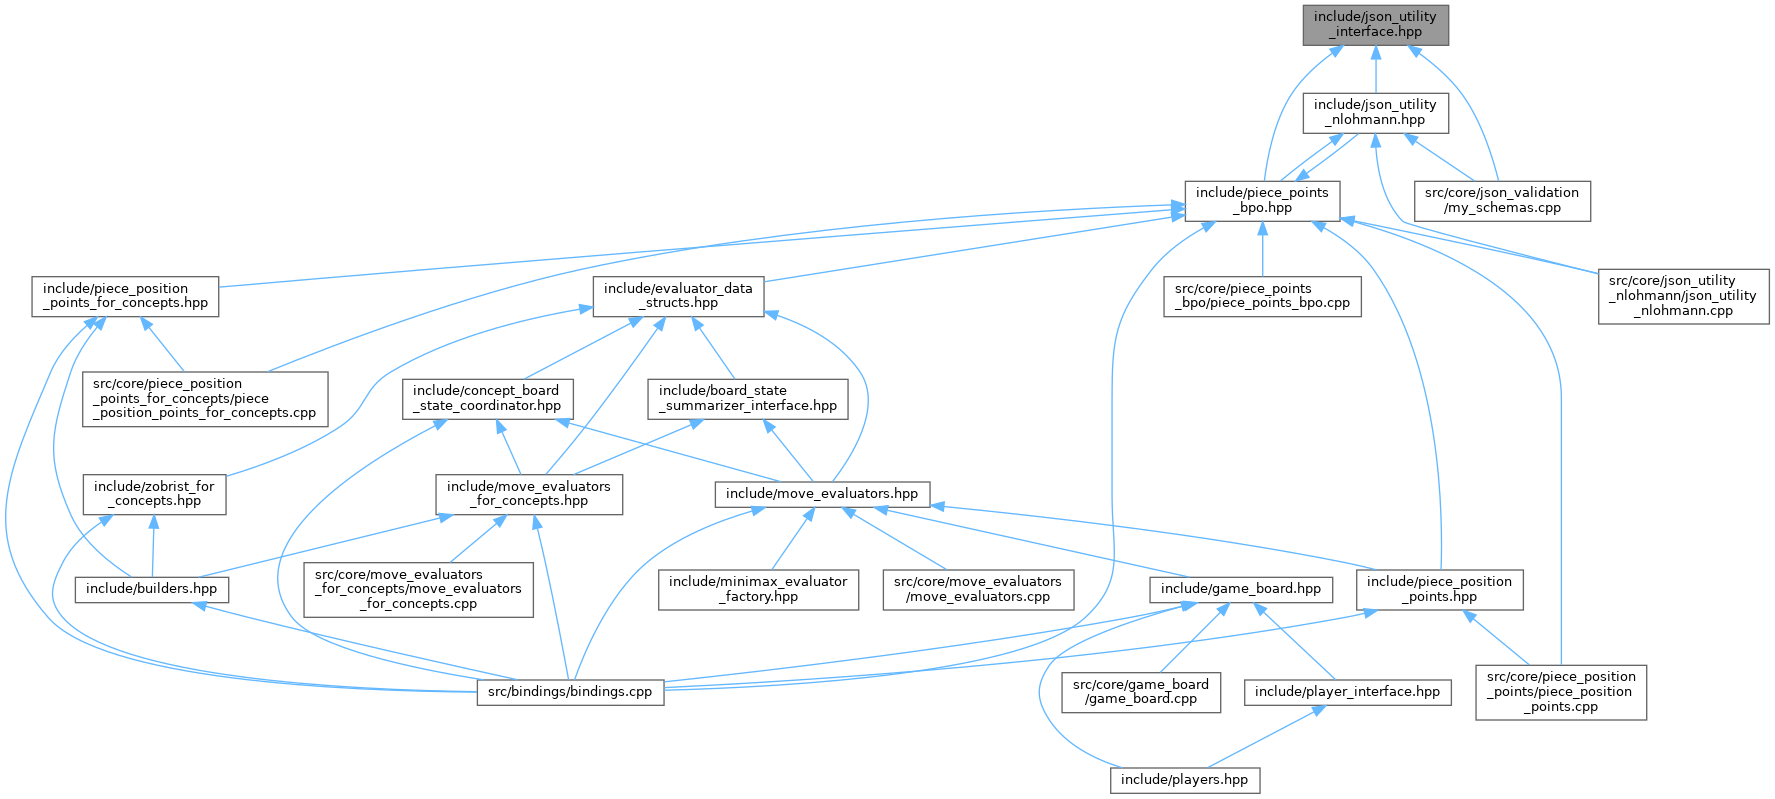 include/json_utility
_interface.hpp
include/json_utility
_nlohmann.hpp
include/piece_points
_bpo.hpp
src/core/json_validation
/my_schemas.cpp
include/piece_position
_points_for_concepts.hpp
include/evaluator_data
_structs.hpp
src/core/piece_points
_bpo/piece_points_bpo.cpp
src/core/json_utility
_nlohmann/json_utility
_nlohmann.cpp
src/core/piece_position
_points_for_concepts/piece
_position_points_for_concepts.cpp
include/concept_board
_state_coordinator.hpp
include/board_state
_summarizer_interface.hpp
include/zobrist_for
_concepts.hpp
include/move_evaluators
_for_concepts.hpp
include/move_evaluators.hpp
include/builders.hpp
src/core/move_evaluators
_for_concepts/move_evaluators
_for_concepts.cpp
include/minimax_evaluator
_factory.hpp
src/core/move_evaluators
/move_evaluators.cpp
include/game_board.hpp
include/piece_position
_points.hpp
src/bindings/bindings.cpp
src/core/game_board
/game_board.cpp
include/player_interface.hpp
src/core/piece_position
_points/piece_position
_points.cpp
include/players.hpp